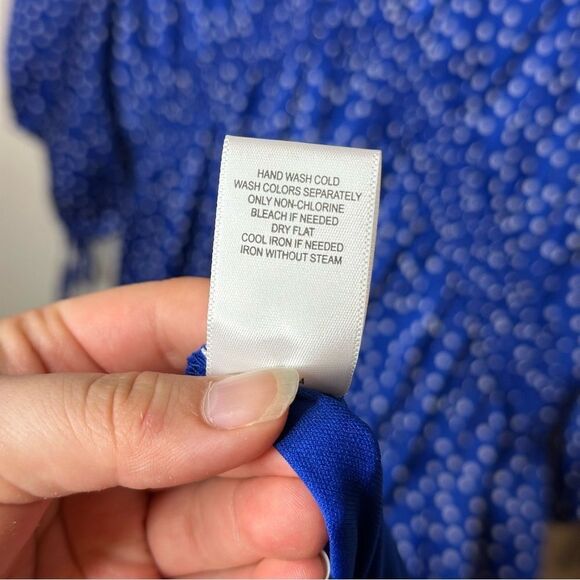 HAND WASH COLD
WASH COLORS SEPARATELY
ONLY NON-CHLORINE
BLEACH IF NEEDED
DRY FLAT
COOL IRON IF NEEDED
IRON WITHOUT STEAM